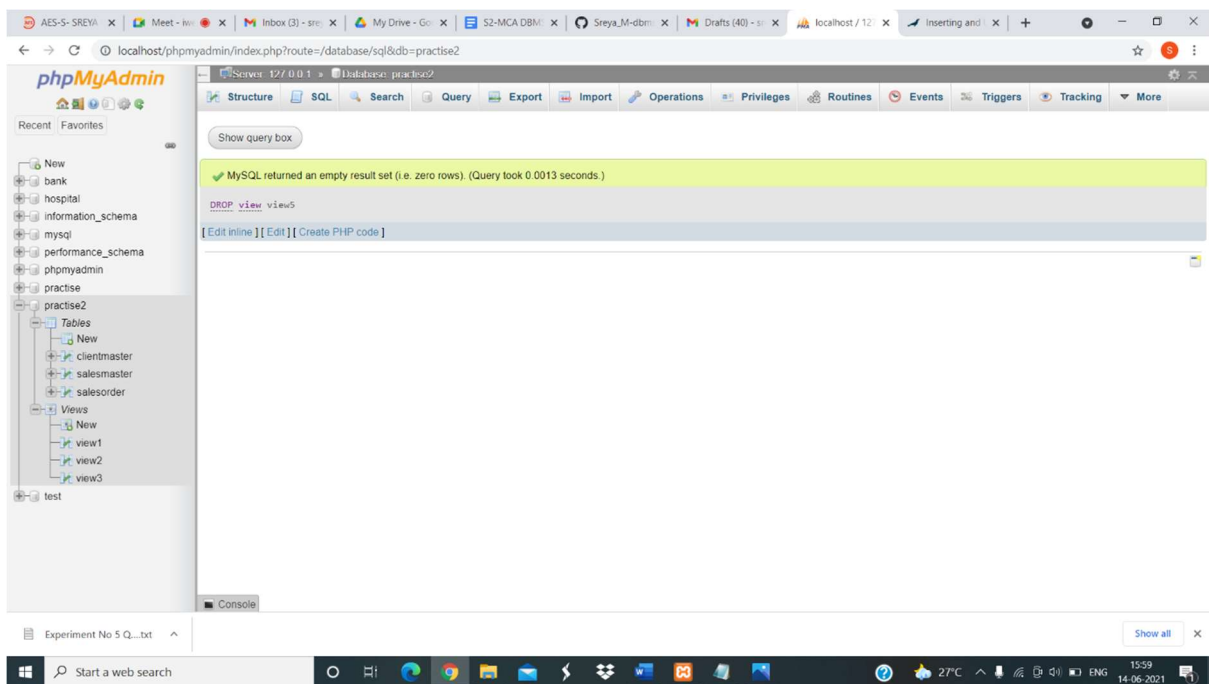 AES-S- SREYA
Meet - iw
Inbox (3) - sre
My Drive - Go
S2-MCA DBM
Sreya_M-dbm
Drafts (40) - s
localhost / 12
Inserting and
localhost/phpmyadmin/index.php?route=/database/sql&db=practise2
S
phpMyAdmin
Server: 127.0.0.1 » Database: practise2
Structure SQL Search Query Export Import Operations Privileges Routines Events Triggers Tracking More
Recent Favorites
Show query box
New
bank
hospital
information_schema
mysql
performance_schema
phpmyadmin
practise
practise2
Tables
New
clientmaster
salesmaster
salesorder
Views
New
view1
view2
view3
test
MySQL returned an empty result set (i.e. zero rows). (Query took 0.0013 seconds.)
DROP view view5
[ Edit inline ] [ Edit ] [ Create PHP code ]
Console
Experiment No 5 Q....txt
Show all
Start a web search
27°C
ENG
15:59
14-06-2021